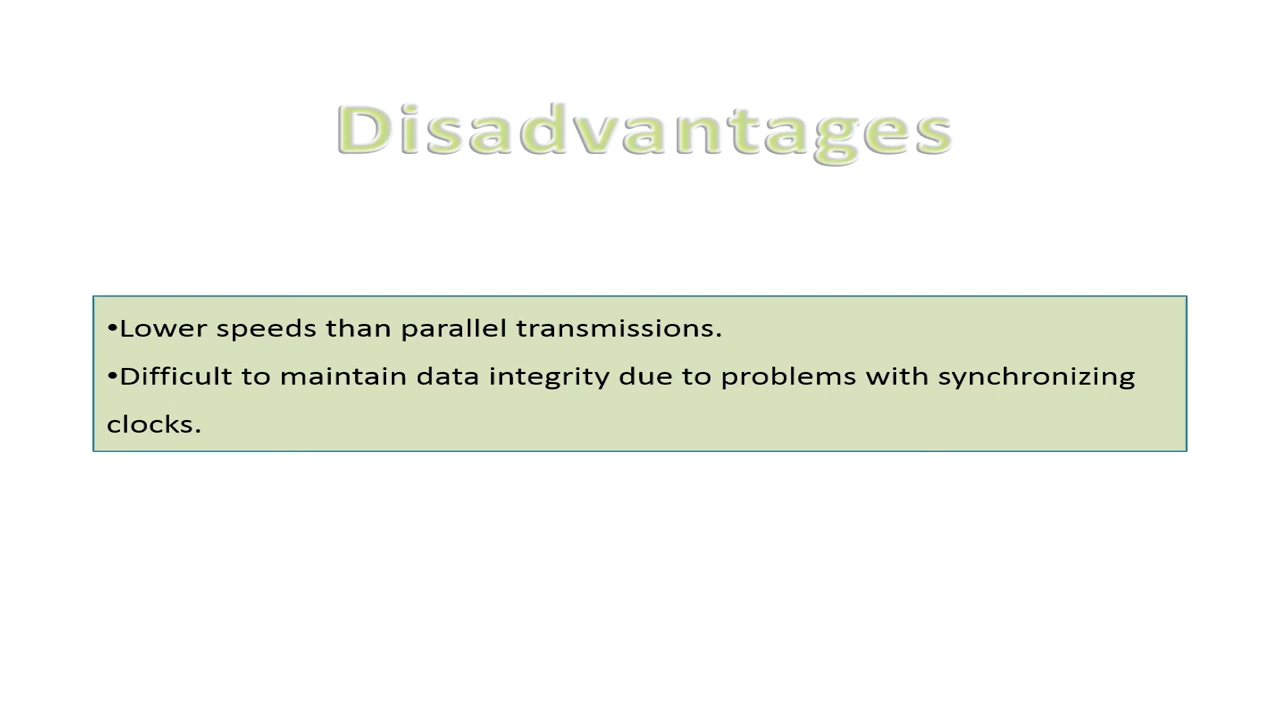 Disadvantages
•Lower speeds than parallel transmissions.
•Difficult to maintain data integrity due to problems with synchronizing
clocks.